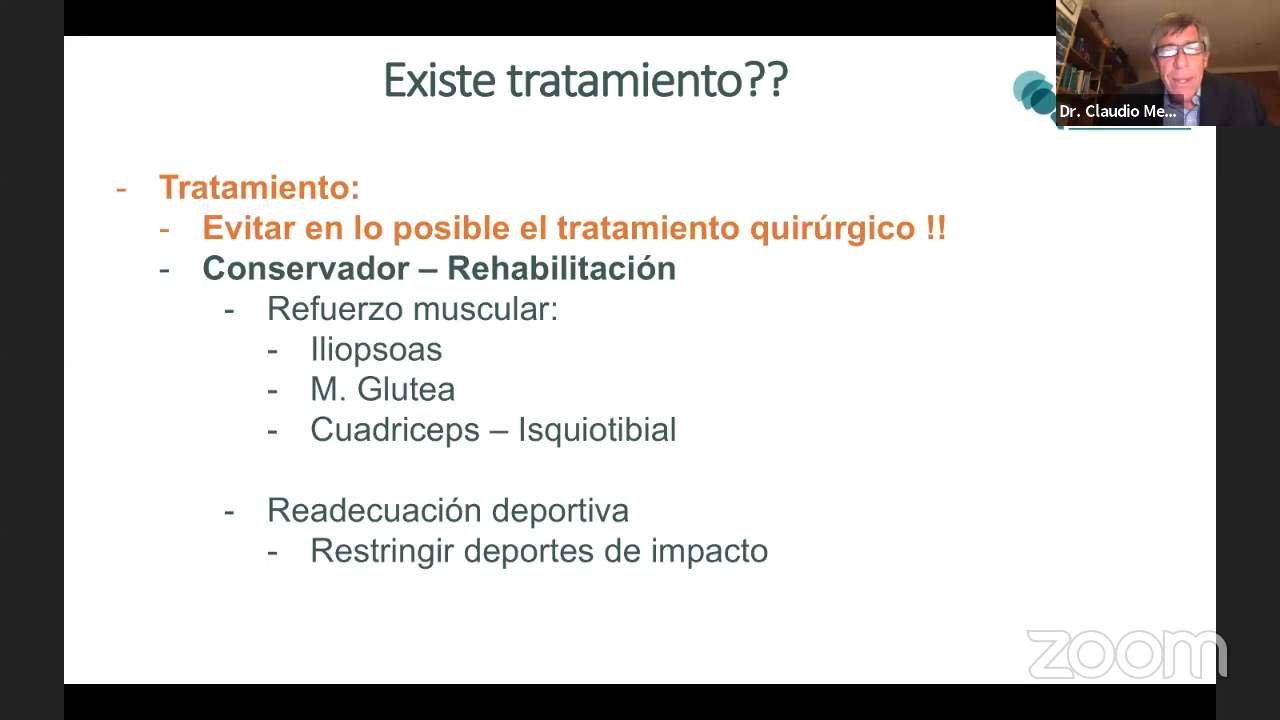 Existe tratamiento??
Dr. Claudio Me...
- Tratamiento:
- Evitar en lo posible el tratamiento quirúrgico !!
- Conservador – Rehabilitación
- Refuerzo muscular:
- Iliopsoas
- M. Glutea
- Cuadriceps – Isquiotibial
- Readecuación deportiva
- Restringir deportes de impacto
zoom